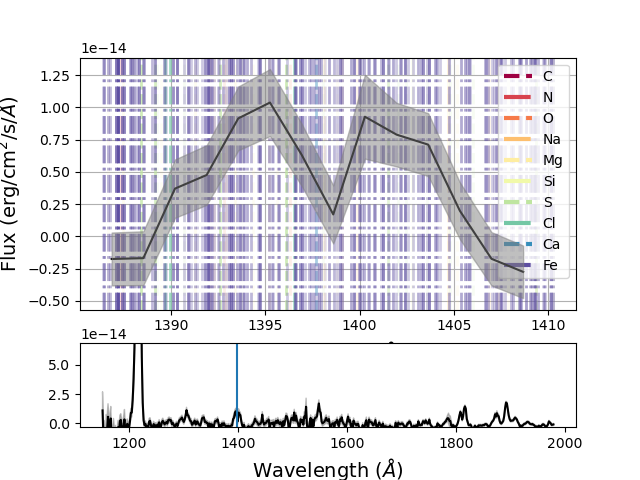 1e−14
Flux (erg/cm²/s/Å)
1.25
1.00
0.75
0.50
0.25
0.00
−0.25
−0.50
1390
1395
1400
1405
1410
C
N
O
Na
Mg
Si
S
Cl
Ca
Fe
1e−14
5.0
2.5
0.0
1200
1400
1600
1800
2000
Wavelength (Å)